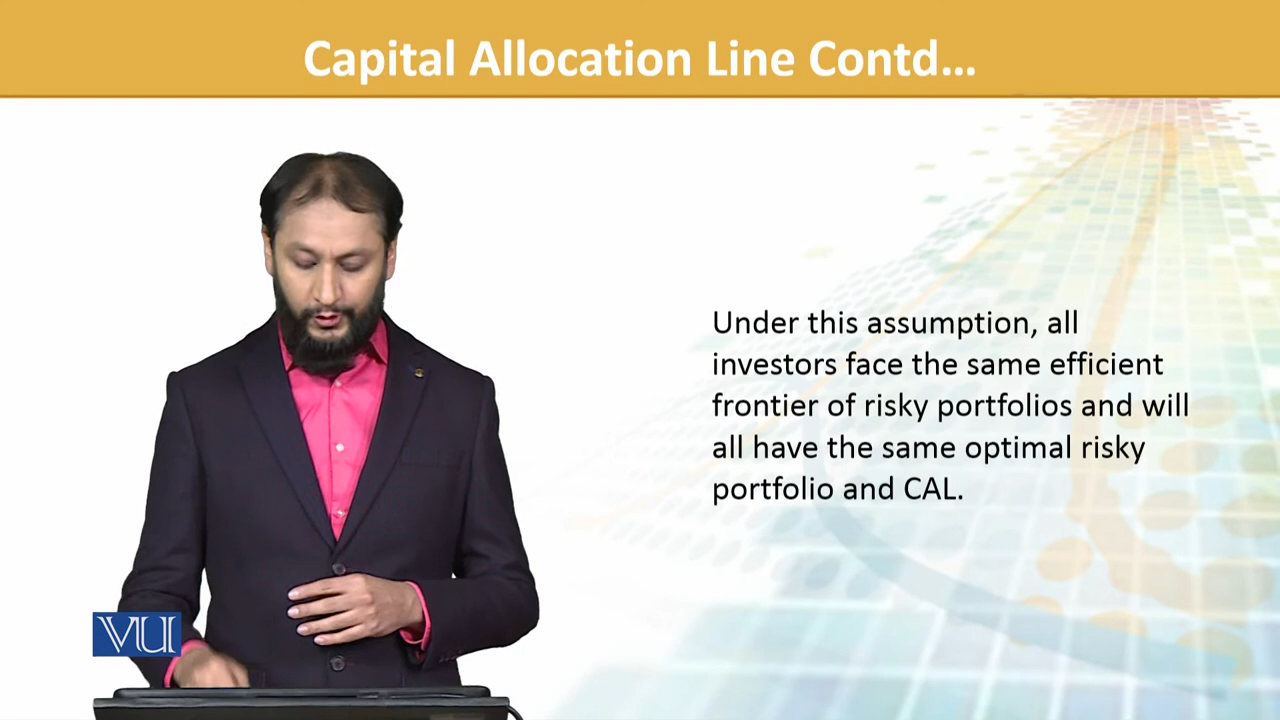 Capital Allocation Line Contd...
Under this assumption, all
investors face the same efficient
frontier of risky portfolios and will
all have the same optimal risky
portfolio and CAL.
VU